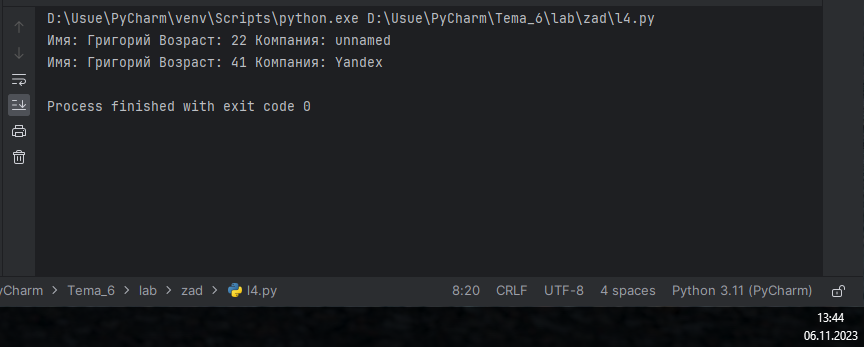 D:\Usue\PyCharm\venv\Scripts\python.exe D:\Usue\PyCharm\Tema_6\lab\zad\l4.py
Имя: Григорий Возраст: 22 Компания: unnamed
Имя: Григорий Возраст: 41 Компания: Yandex
Process finished with exit code 0
yCharm > Tema_6 > lab > zad > l4.py 8:20 CRLF UTF-8 4 spaces Python 3.11 (PyCharm)
13:44
06.11.2023